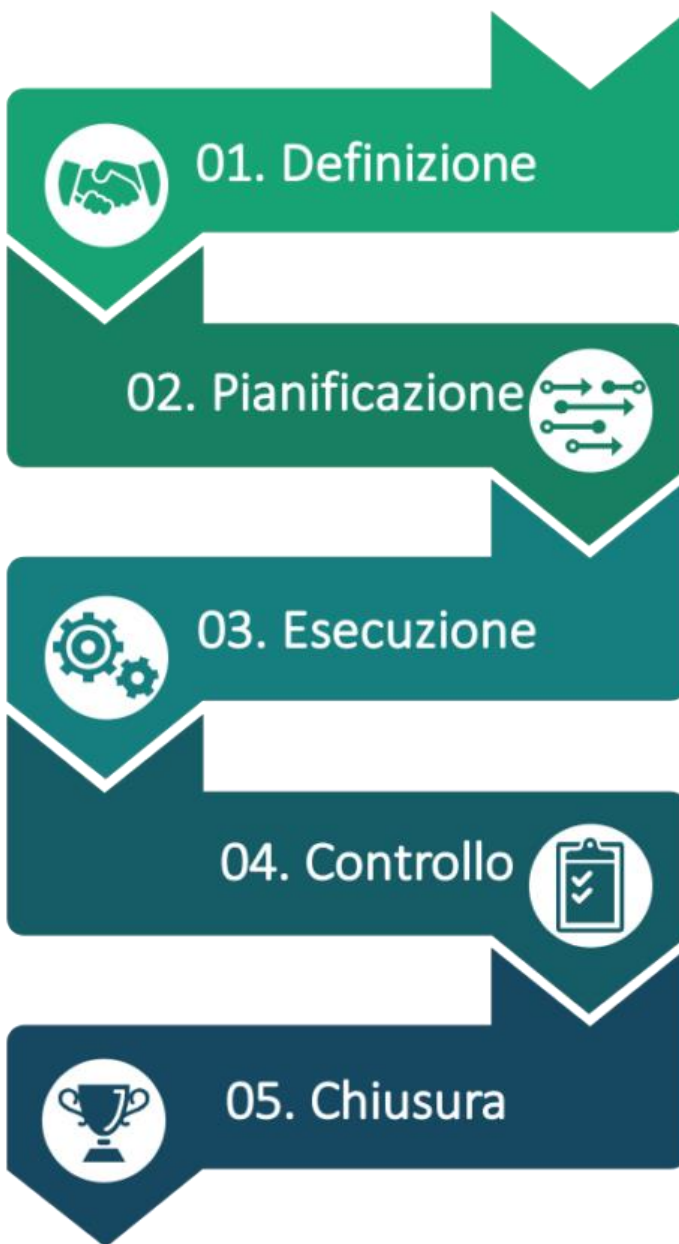 01. Definizione
02. Pianificazione
03. Esecuzione
04. Controllo
05. Chiusura